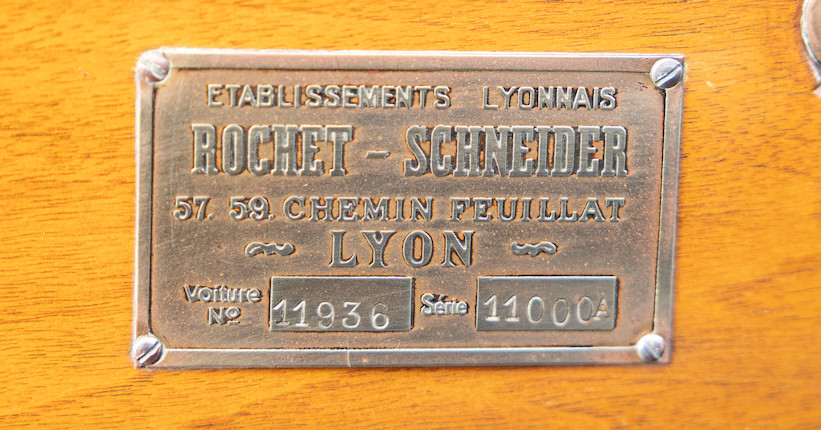 ETABLISSEMENTS LYONNAIS
ROCHET - SCHNEIDER
57. 59. CHEMIN FEUILLAT
LYON
Voiture Nº 11936 Série 11000A